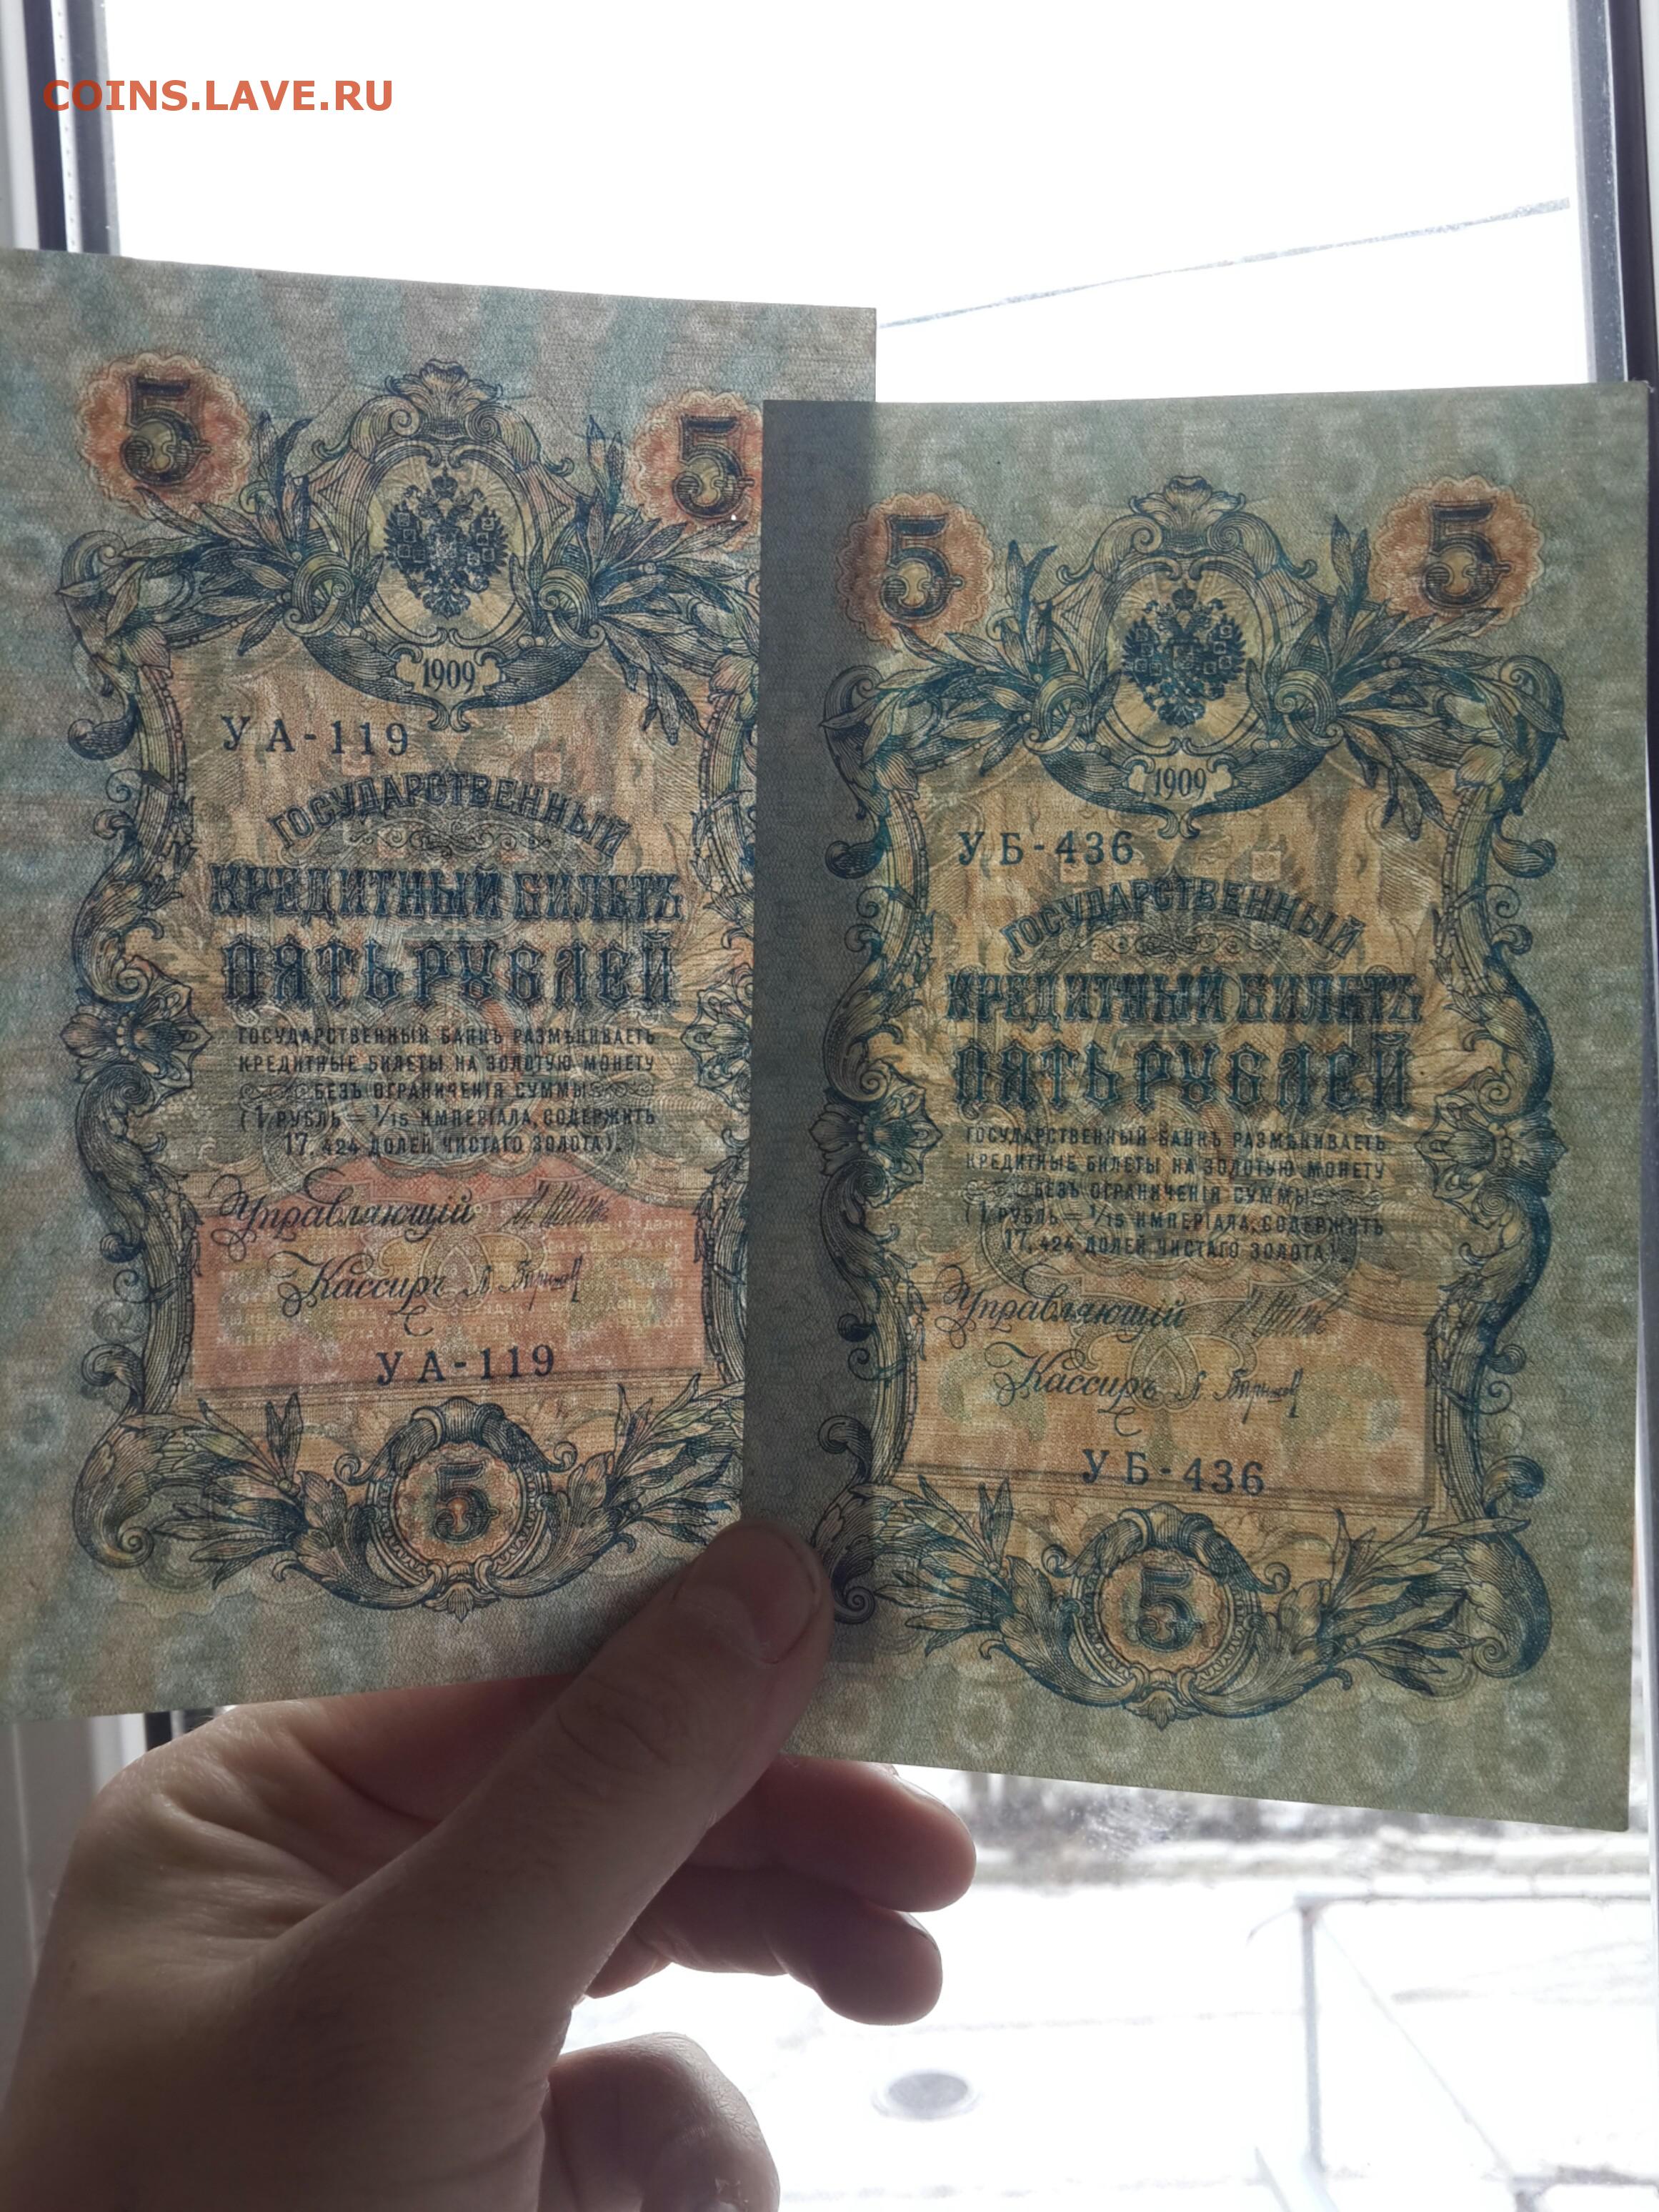 COINS.LAVE.RU
5
5
1909
УА-119
ГОСУДАРСТВЕННЫЙ
КРЕДИТНЫЙ БИЛЕТЪ
ПЯТЬ РУБЛЕЙ
ГОСУДАРСТВЕННЫЙ БАНКЪ РАЗМѢНИВАЕТЪ
КРЕДИТНЫЕ БИЛЕТЫ НА ЗОЛОТУЮ МОНЕТУ
БЕЗЪ ОГРАНИЧЕНІЯ СУММЫ
(1 РУБЛЬ = 1/15 ИМПЕРІАЛА, СОДЕРЖИТЪ
17,424 ДОЛЕЙ ЧИСТАГО ЗОЛОТА).
Управляющій
Кассиръ
УА-119
5
5
5
1909
УБ-436
ГОСУДАРСТВЕННЫЙ
КРЕДИТНЫЙ БИЛЕТЪ
ПЯТЬ РУБЛЕЙ
ГОСУДАРСТВЕННЫЙ БАНКЪ РАЗМѢНИВАЕТЪ
КРЕДИТНЫЕ БИЛЕТЫ НА ЗОЛОТУЮ МОНЕТУ
БЕЗЪ ОГРАНИЧЕНІЯ СУММЫ
(1 РУБЛЬ = 1/15 ИМПЕРІАЛА, СОДЕРЖИТЪ
17,424 ДОЛЕЙ ЧИСТАГО ЗОЛОТА).
Управляющій
Кассиръ
УБ-436
5